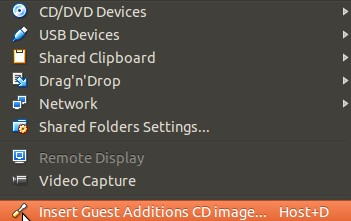 CD/DVD Devices
USB Devices
Shared Clipboard
Drag'n'Drop
Network
Shared Folders Settings...
Remote Display
Video Capture
Insert Guest Additions CD image... Host+D